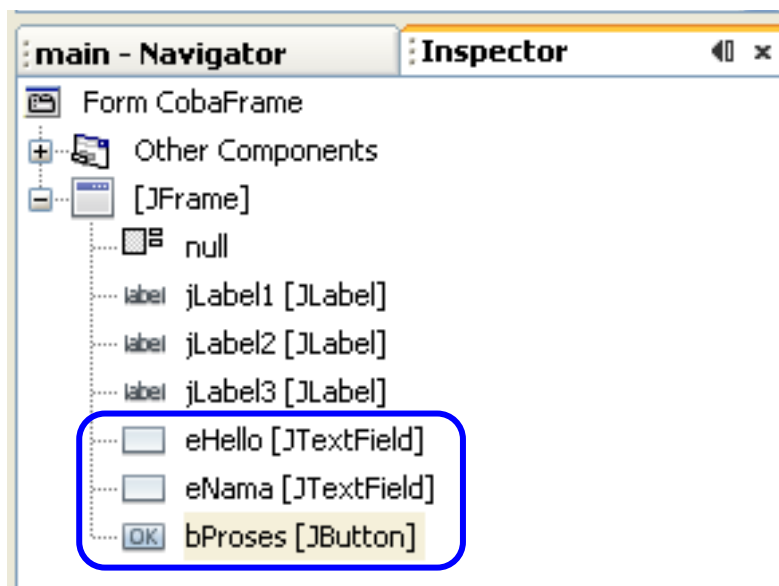 main - Navigator Inspector
Form CobaFrame
Other Components
[JFrame]
null
label jLabel1 [JLabel]
label jLabel2 [JLabel]
label jLabel3 [JLabel]
eHello [JTextField]
eNama [JTextField]
OK bProses [JButton]